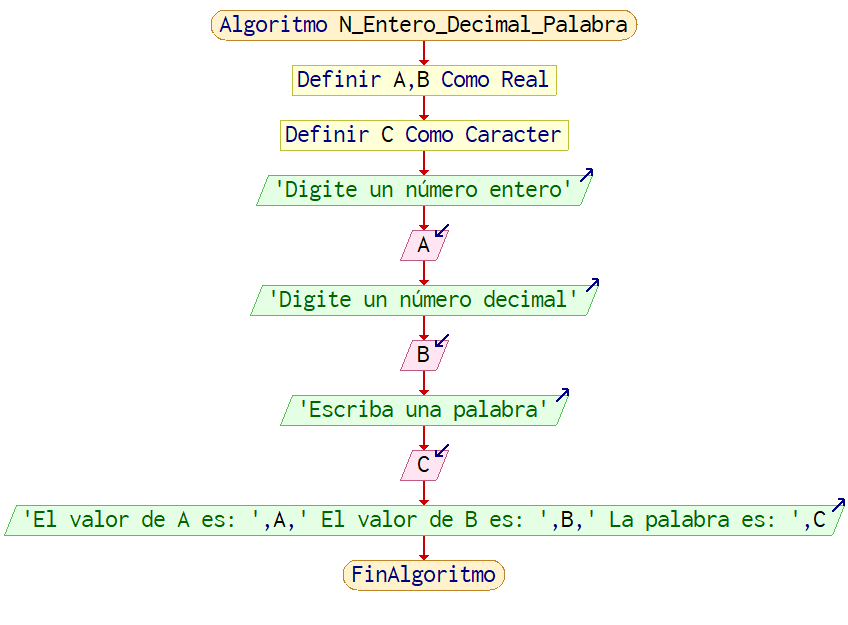 Algoritmo N_Entero_Decimal_Palabra
Definir A,B Como Real
Definir C Como Caracter
'Digite un número entero'
A
'Digite un número decimal'
B
'Escriba una palabra'
C
'El valor de A es: ',A,' El valor de B es: ',B,' La palabra es: ',C
FinAlgoritmo